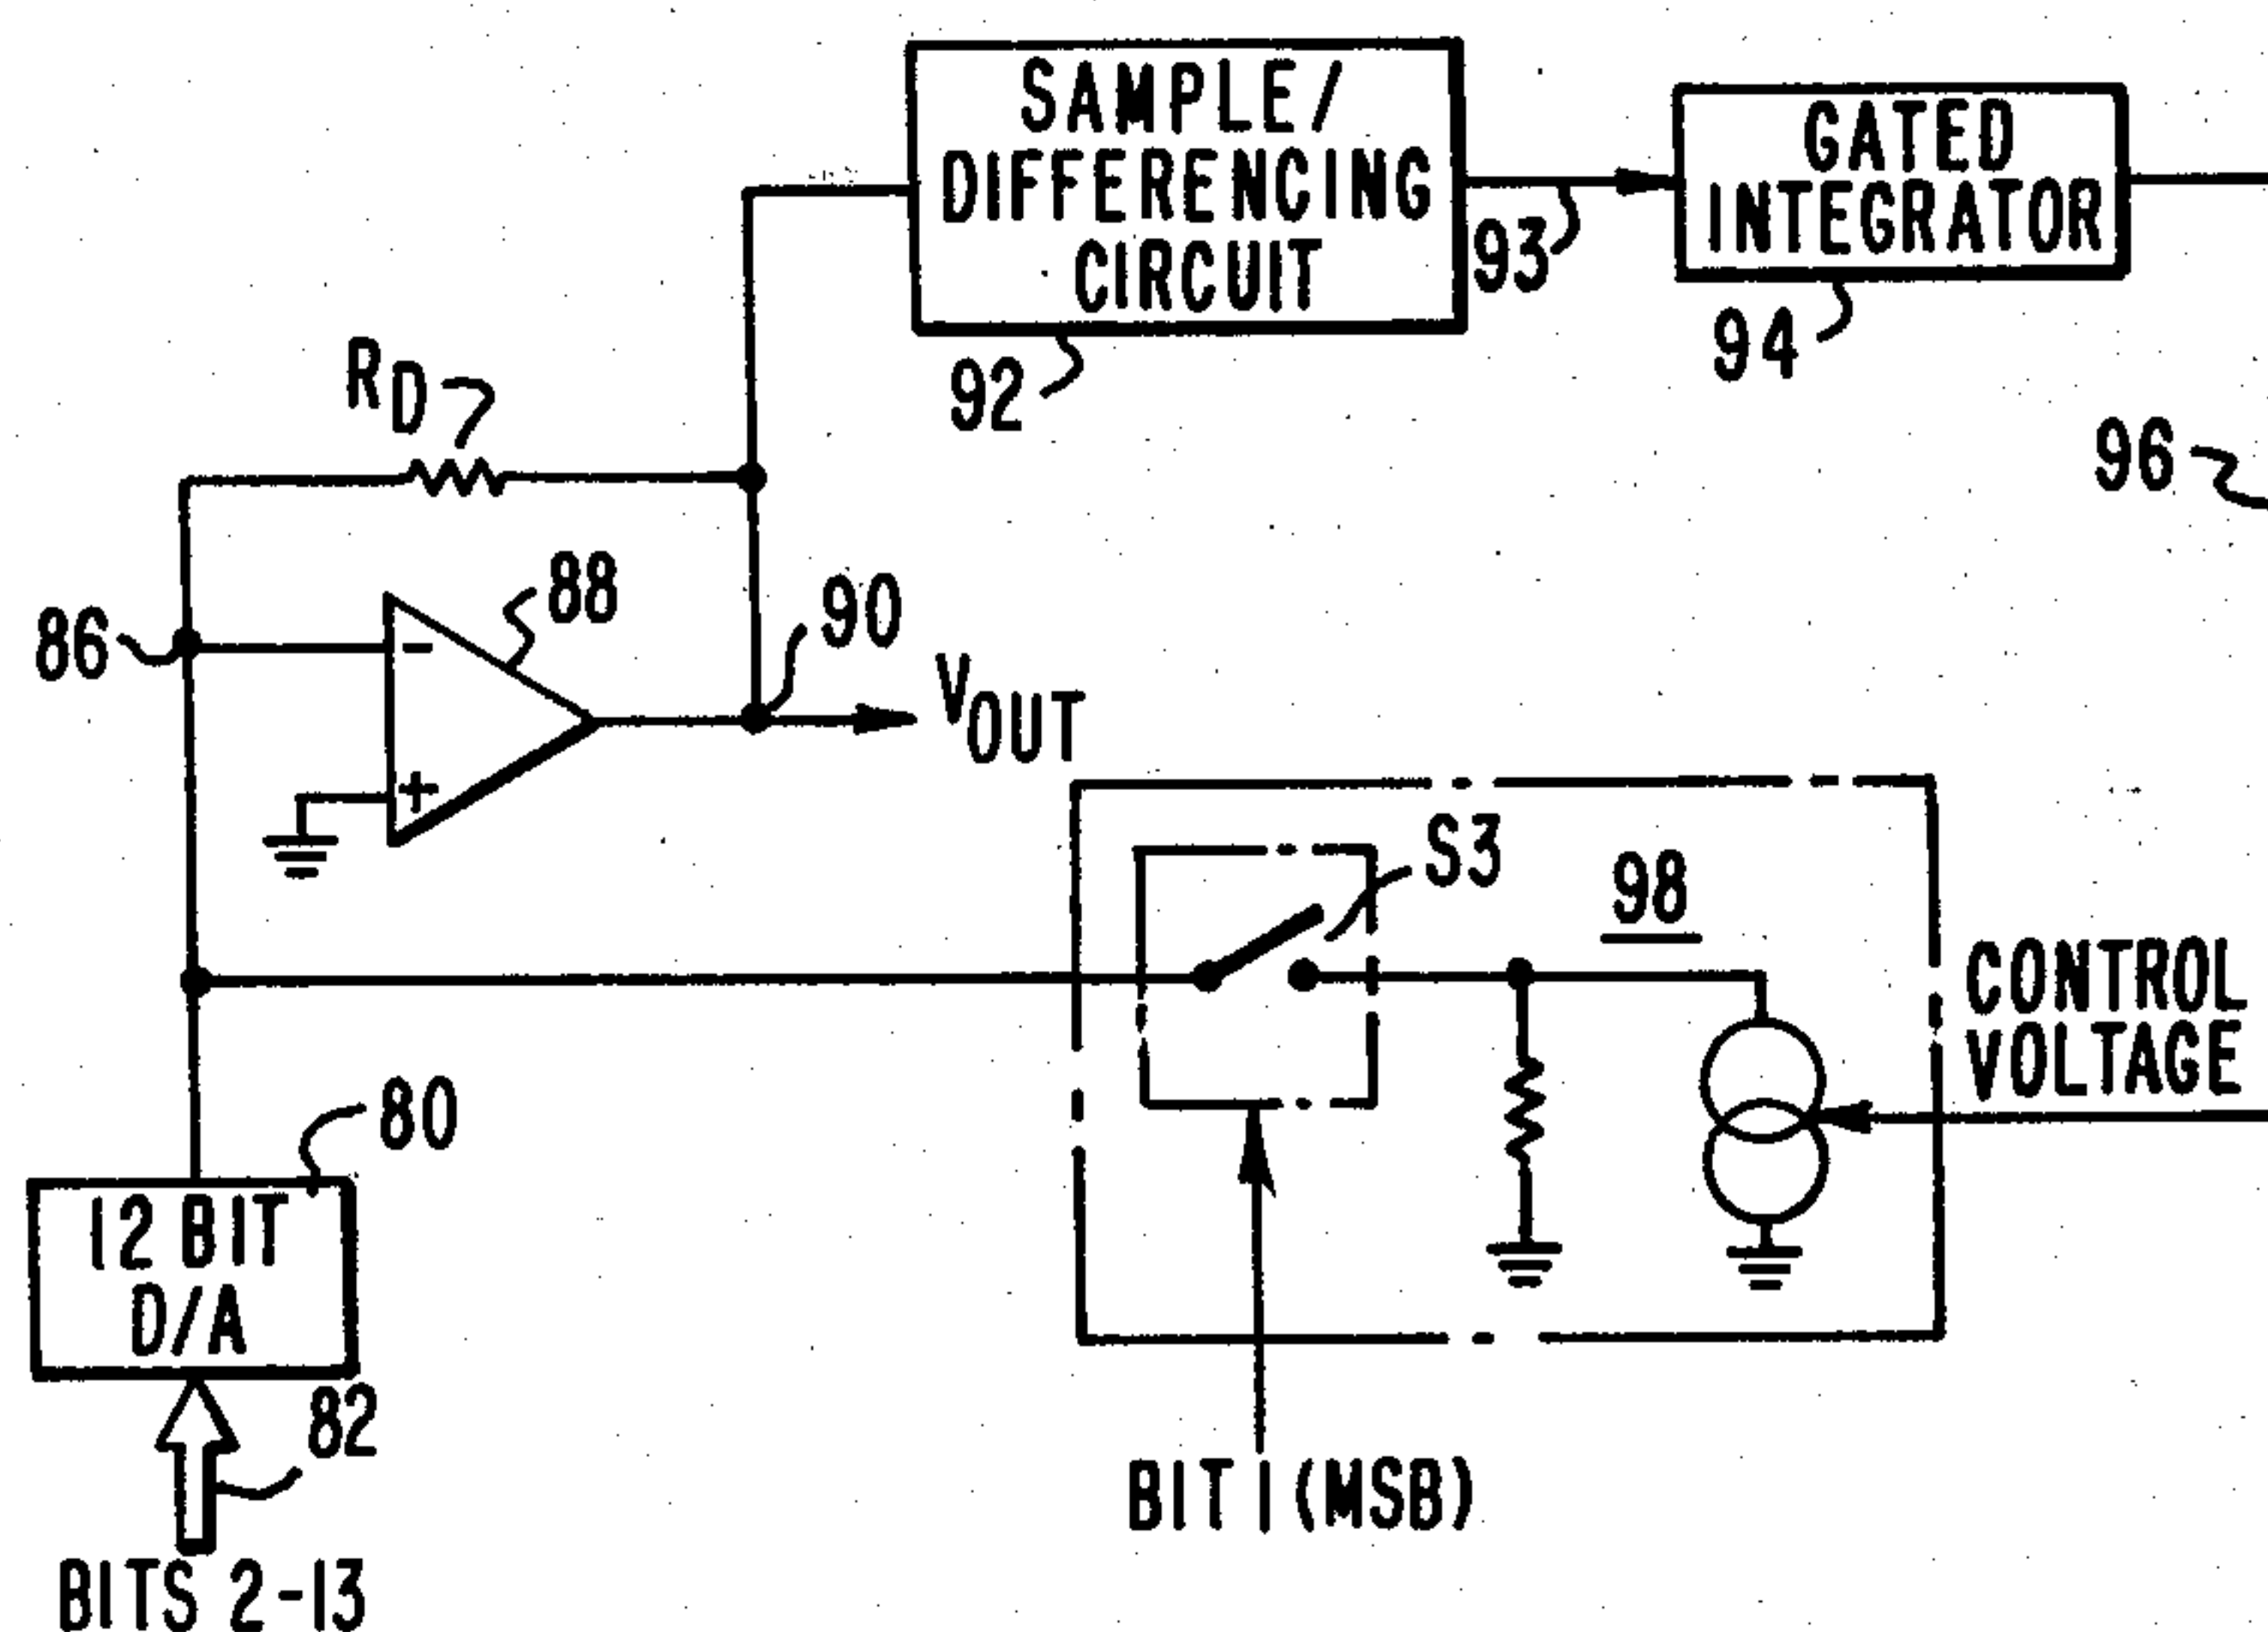 SAMPLE/
DIFFERENCING
CIRCUIT
GATED
INTEGRATOR
93
94
92
RD
96
88
90
86
-
VOUT
+
S3
98
CONTROL
VOLTAGE
80
12 BIT
D/A
82
BIT 1 (MSB)
BITS 2-13